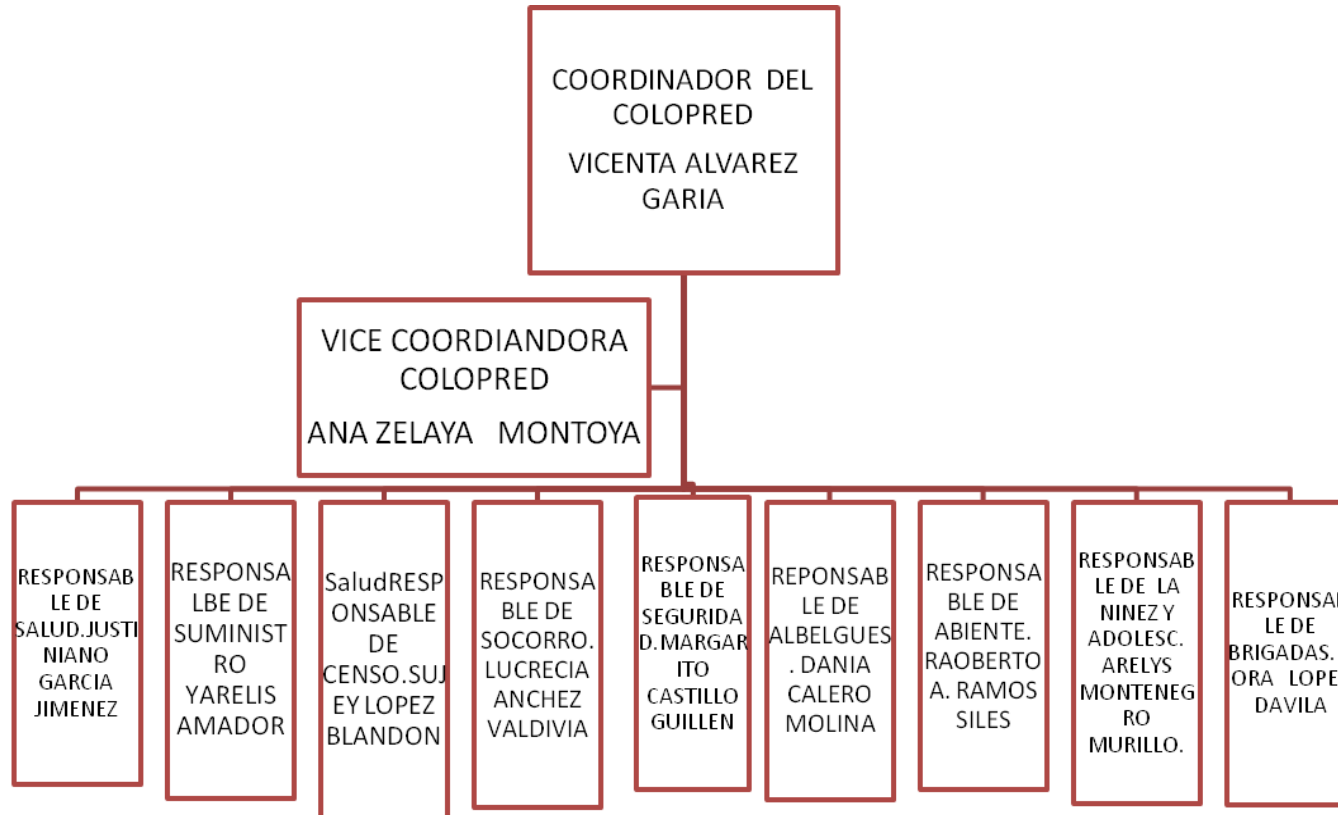 COORDINADOR DEL
COLOPRED
VICENTA ALVAREZ
GARIA
VICE COORDIANDORA
COLOPRED
ANA ZELAYA MONTOYA
RESPONSAB
LE DE
SALUD.JUSTI
NIANO
GARCIA
JIMENEZ
RESPONSA
LBE DE
SUMINIST
RO
YARELIS
AMADOR
SaludRESP
ONSABLE
DE
CENSO.SUJ
EY LOPEZ
BLANDON
RESPONSA
BLE DE
SOCORRO.
LUCRECIA
ANCHEZ
VALDIVIA
RESPONSA
BLE DE
SEGURIDA
D.MARGAR
ITO
CASTILLO
GUILLEN
REPONSAB
LE DE
ALBELGUES
. DANIA
CALERO
MOLINA
RESPONSA
BLE DE
ABIENTE.
RAOBERTO
A. RAMOS
SILES
RESPONSAB
LE DE LA
NINEZ Y
ADOLESC.
ARELYS
MONTENEG
RO
MURILLO.
RESPONSA
LE DE
BRIGADAS.
ORA LOPE
DAVILA